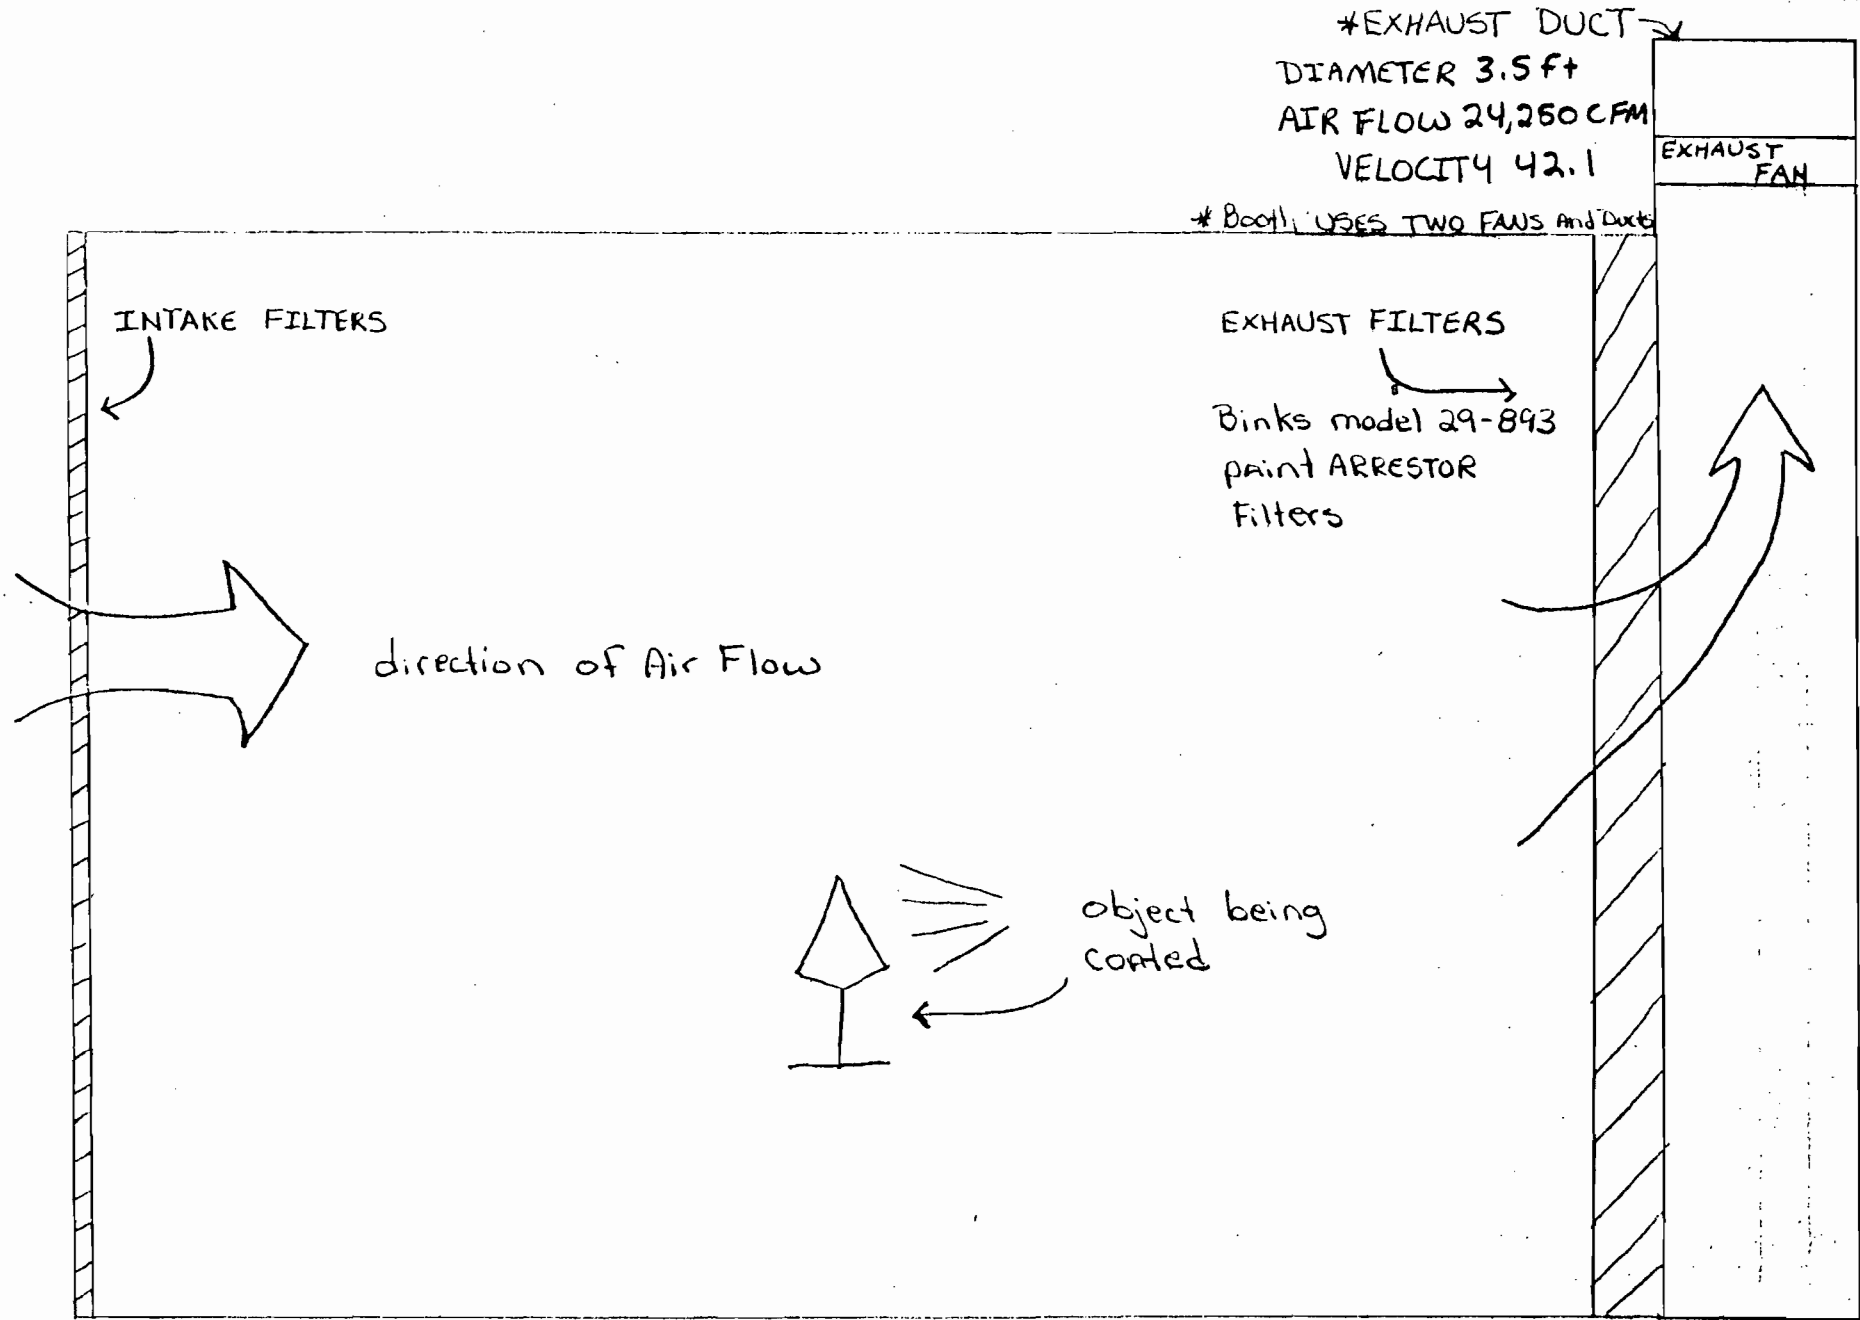 *EXHAUST DUCT
DIAMETER 3.5 ft
AIR FLOW 24,250 CFM
VELOCITY 42.1
EXHAUST
FAN
* Booth USES TWO FANS And Ducts
INTAKE FILTERS
EXHAUST FILTERS
Binks model 29-893
paint ARRESTOR
Filters
direction of Air Flow
object being
coated